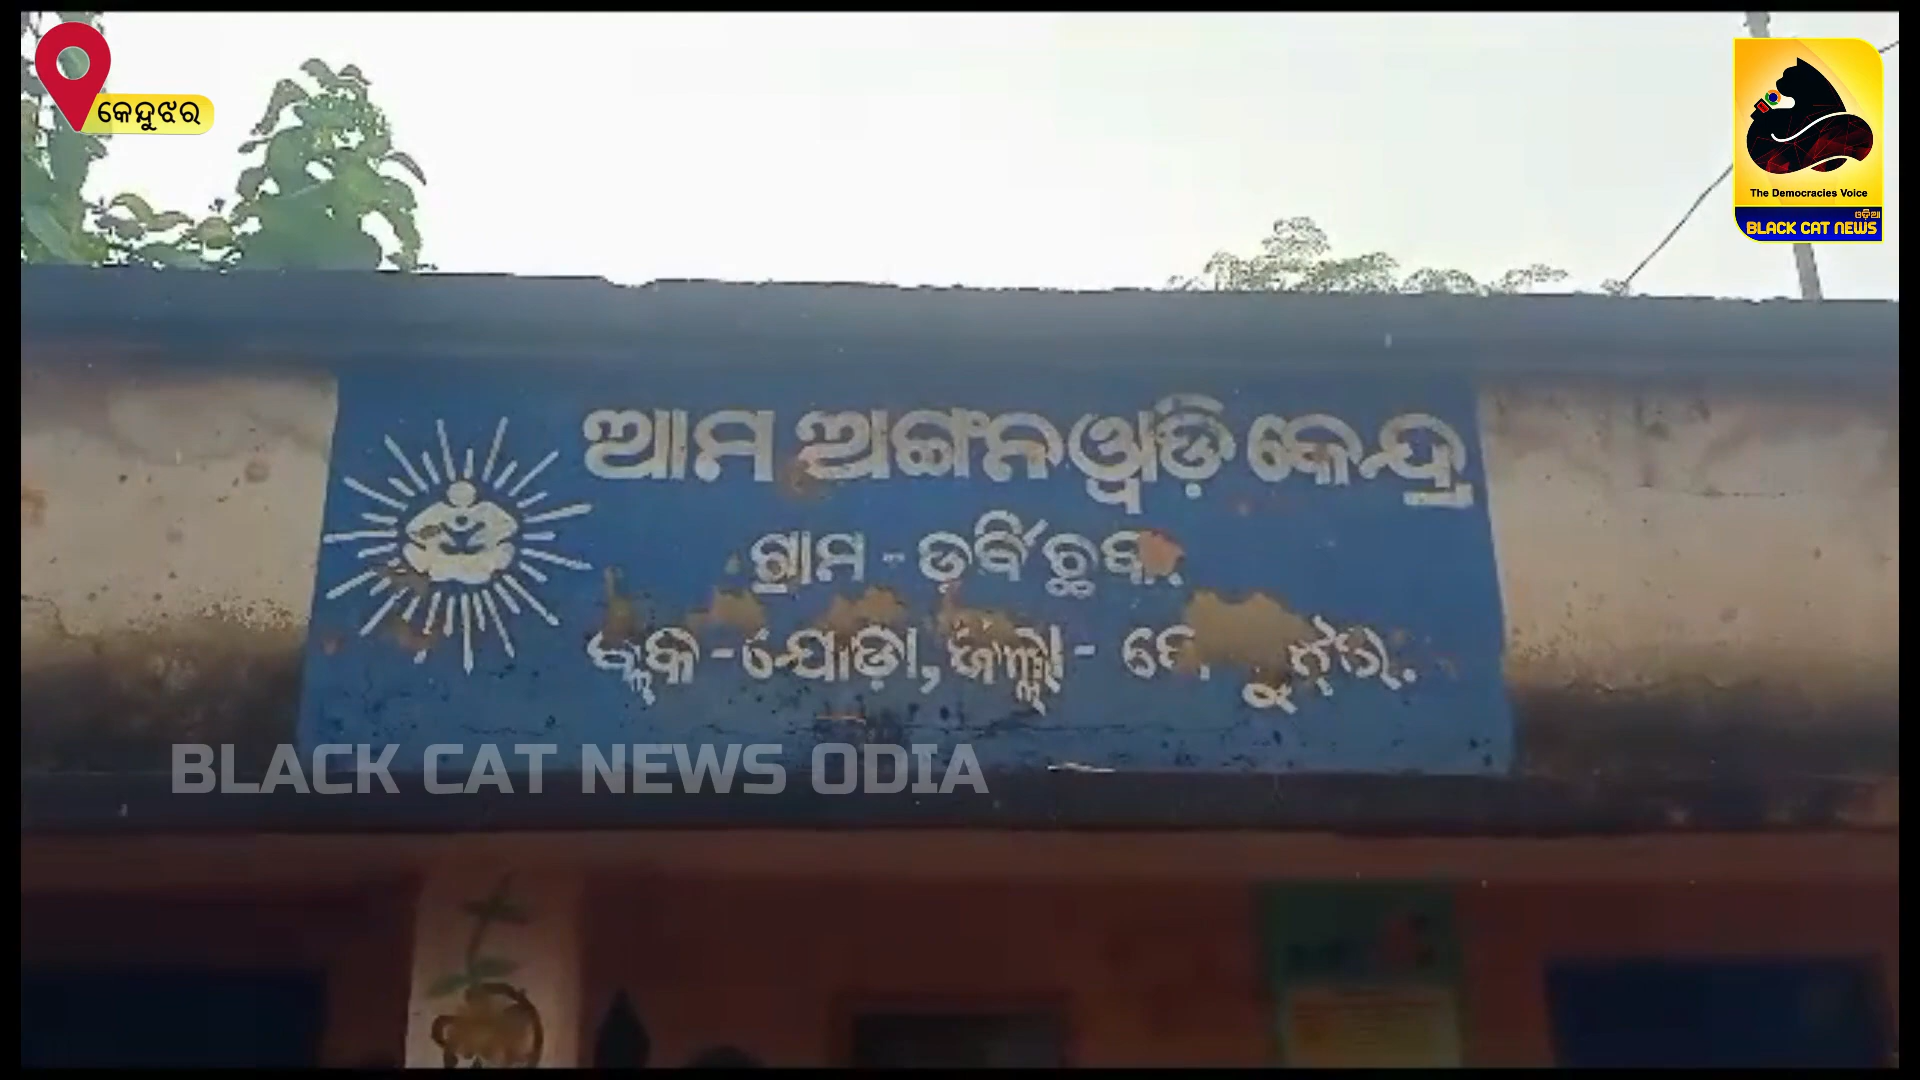 କେନ୍ଦୁଝର
The Democracies Voice
ଓଡ଼ିଆ
BLACK CAT NEWS
ଆମ ଅଙ୍ଗନୱାଡ଼ି କେନ୍ଦ୍ର
ଗ୍ରାମ -
ବ୍ଲକ - ଯୋଡ଼ା, ଜିଲ୍ଲା -
BLACK CAT NEWS ODIA